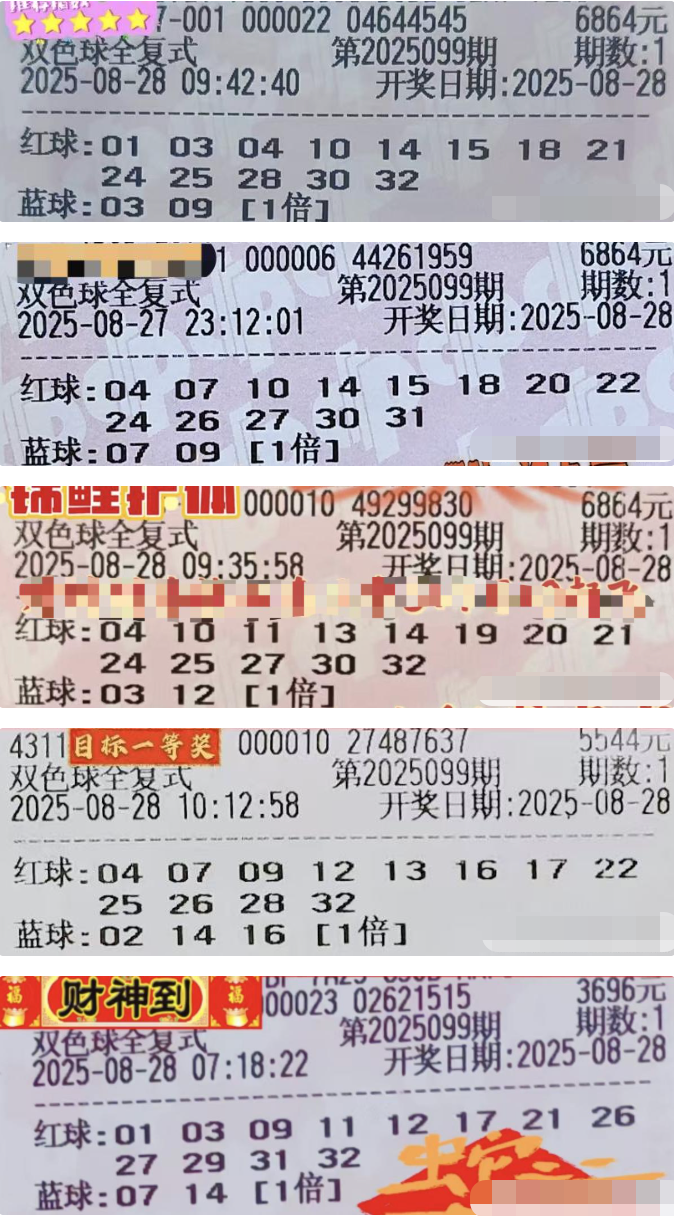 7-001 000022 04644545 6864元
双色球全复式 第2025099期 期数:1
2025-08-28 09:42:40 开奖日期:2025-08-28
红球:01 03 04 10 14 15 18 21
24 25 28 30 32
蓝球:03 09 [1倍]
1 000006 44261959 6864元
双色球全复式 第2025099期 期数:1
2025-08-27 23:12:01 开奖日期:2025-08-28
红球:04 07 10 14 15 18 20 22
24 26 27 30 31
蓝球:07 09 [1倍]
锦鲤护体 000010 49299830 6864元
双色球全复式 第2025099期 期数:1
2025-08-28 09:35:58 开奖日期:2025-08-28
红球:04 10 11 13 14 19 20 21
24 25 27 30 32
蓝球:03 12 [1倍]
4311 目标一等奖 000010 27487637 5544元
双色球全复式 第2025099期 期数:1
2025-08-28 10:12:58 开奖日期:2025-08-28
红球:04 07 09 12 13 16 17 22
25 26 28 32
蓝球:02 14 16 [1倍]
福 财神到 福 00023 02621515 3696元
双色球全复式 第2025099期 期数:1
2025-08-28 07:18:22 开奖日期:2025-08-28
红球:01 03 09 11 12 17 21 26
27 29 31 32
蓝球:07 14 [1倍]